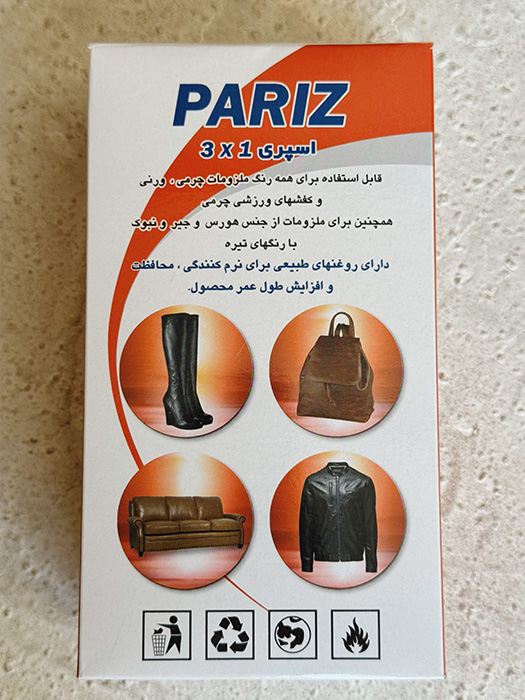 PARIZ
اسپری 1 x 3
قابل استفاده برای همه رنگ ملزومات چرمی، ورنی
و کفشهای ورزشی چرمی
همچنین برای ملزومات از جنس هورس و جیر و نبوک
با رنگهای تیره
دارای روغنهای طبیعی برای نرم کنندگی، محافظت
و افزایش طول عمر محصول.